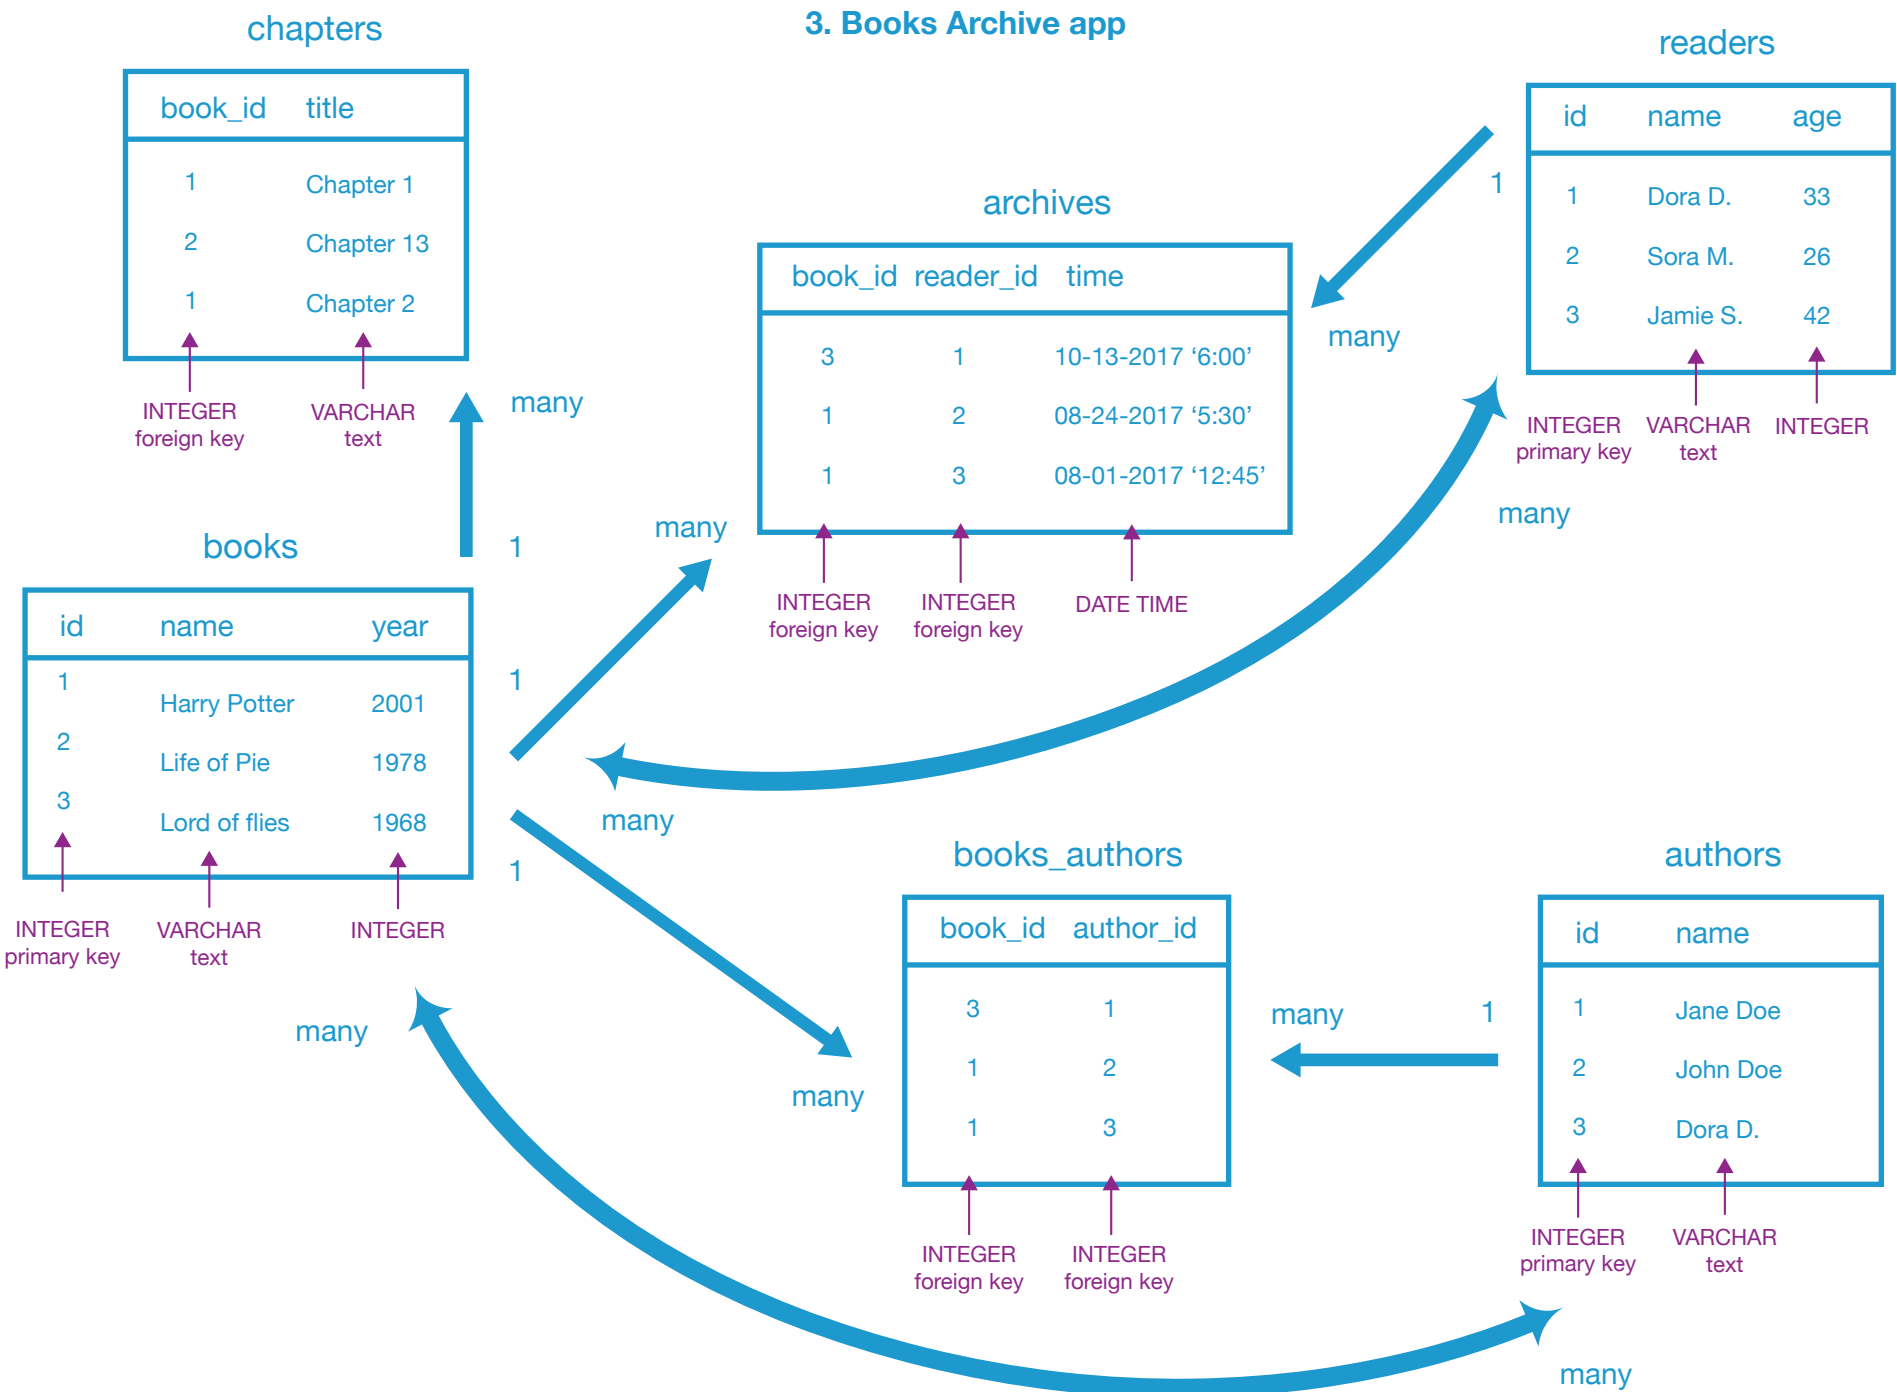 3. Books Archive app
chapters
book_id title
1 Chapter 1
2 Chapter 13
1 Chapter 2
INTEGER
foreign key
VARCHAR
text
many
1
readers
id name age
1 Dora D. 33
2 Sora M. 26
3 Jamie S. 42
INTEGER
primary key
VARCHAR
text
INTEGER
1
many
many
archives
book_id reader_id time
3 1 10-13-2017 ‘6:00’
1 2 08-24-2017 ‘5:30’
1 3 08-01-2017 ‘12:45’
INTEGER
foreign key
INTEGER
foreign key
DATE TIME
many
1
books
id name year
1 Harry Potter 2001
2 Life of Pie 1978
3 Lord of flies 1968
INTEGER
primary key
VARCHAR
text
INTEGER
many
1
many
many
books_authors
book_id author_id
3 1
1 2
1 3
INTEGER
foreign key
INTEGER
foreign key
many 1
authors
id name
1 Jane Doe
2 John Doe
3 Dora D.
INTEGER
primary key
VARCHAR
text
many